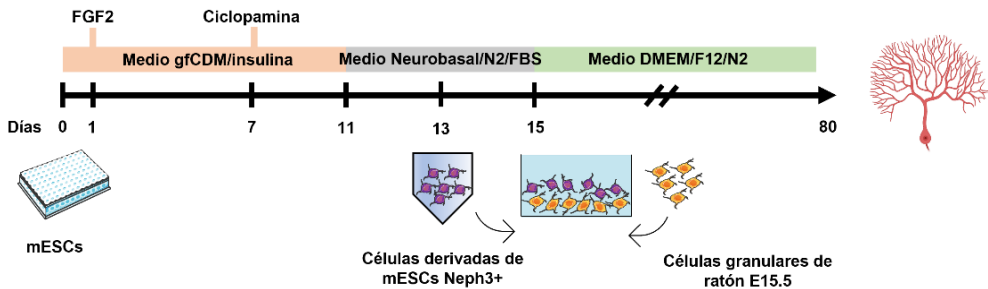 FGF2
Ciclopamina
Medio gfCDM/insulina
Medio Neurobasal/N2/FBS
Medio DMEM/F12/N2
Días
0
1
7
11
13
15
80
mESCs
Células derivadas de
mESCs Neph3+
Células granulares de
ratón E15.5